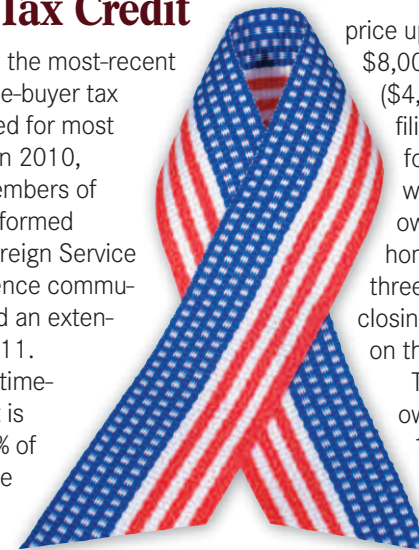 Tax Credit
the most-recent
e-buyer tax
ed for most
n 2010,
embers of
formed
reign Service
ence commu-
d an exten-
11.
time-
is
% of
e
price up
$8,00
($4,
fili
fo
w
ow
hom
three
closing
on th
T
ow